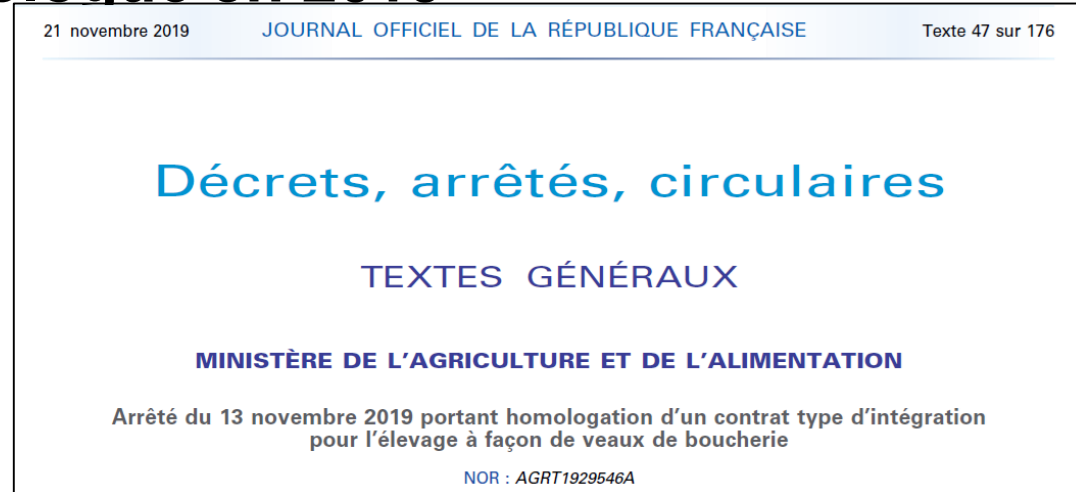 21 novembre 2019 JOURNAL OFFICIEL DE LA RÉPUBLIQUE FRANÇAISE Texte 47 sur 176
Décrets, arrêtés, circulaires
TEXTES GÉNÉRAUX
MINISTÈRE DE L'AGRICULTURE ET DE L'ALIMENTATION
Arrêté du 13 novembre 2019 portant homologation d'un contrat type d'intégration
pour l'élevage à façon de veaux de boucherie
NOR : AGRT1929546A